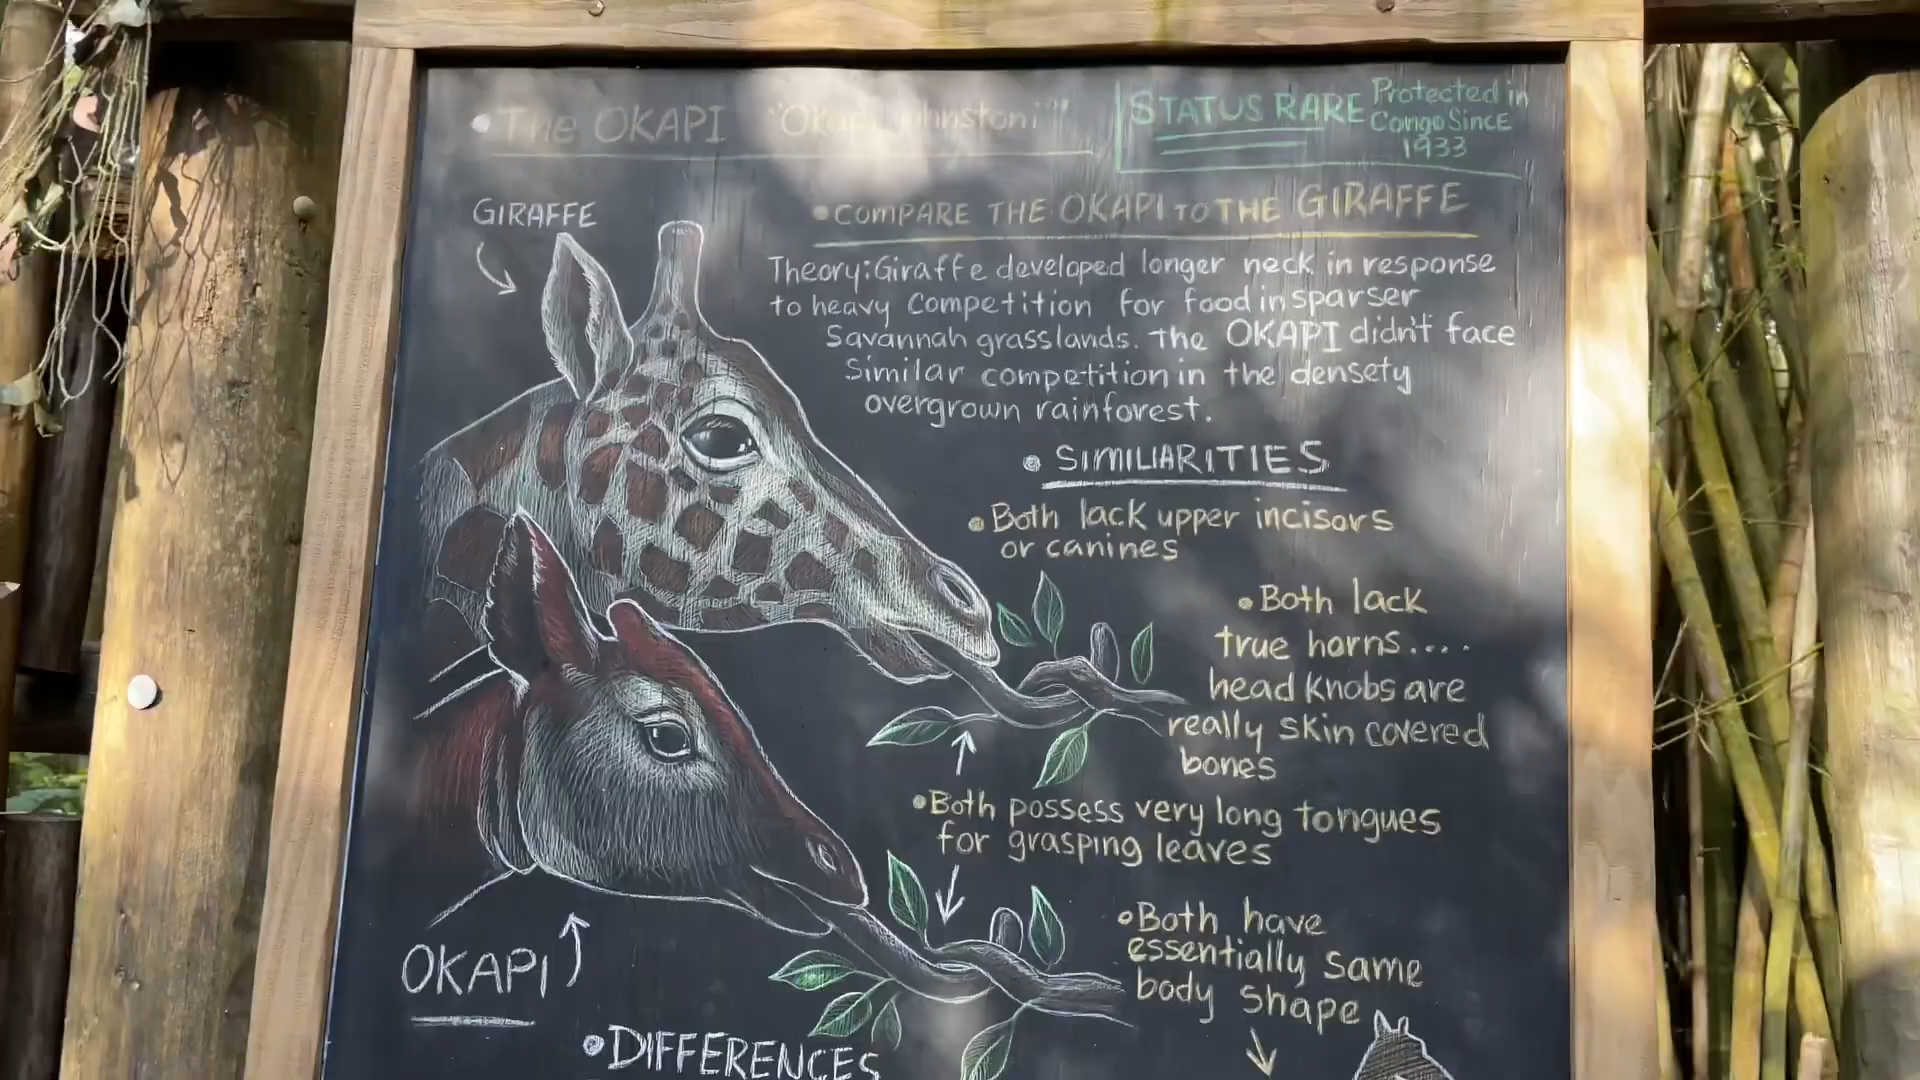 • The OKAPI "Okapi Johnstoni"
STATUS RARE Protected in
Congo Since
1933
GIRAFFE
• COMPARE THE OKAPI TO THE GIRAFFE
Theory: Giraffe developed longer neck in response
to heavy Competition for food in sparser
Savannah grasslands. The OKAPI didn't face
Similar competition in the densety
overgrown rainforest.
• SIMILIARITIES
• Both lack upper incisors
or canines
• Both lack
true horns....
head knobs are
really skin covered
bones
• Both possess very long tongues
for grasping leaves
• Both have
essentially same
body shape
OKAPI
• DIFFERENCES